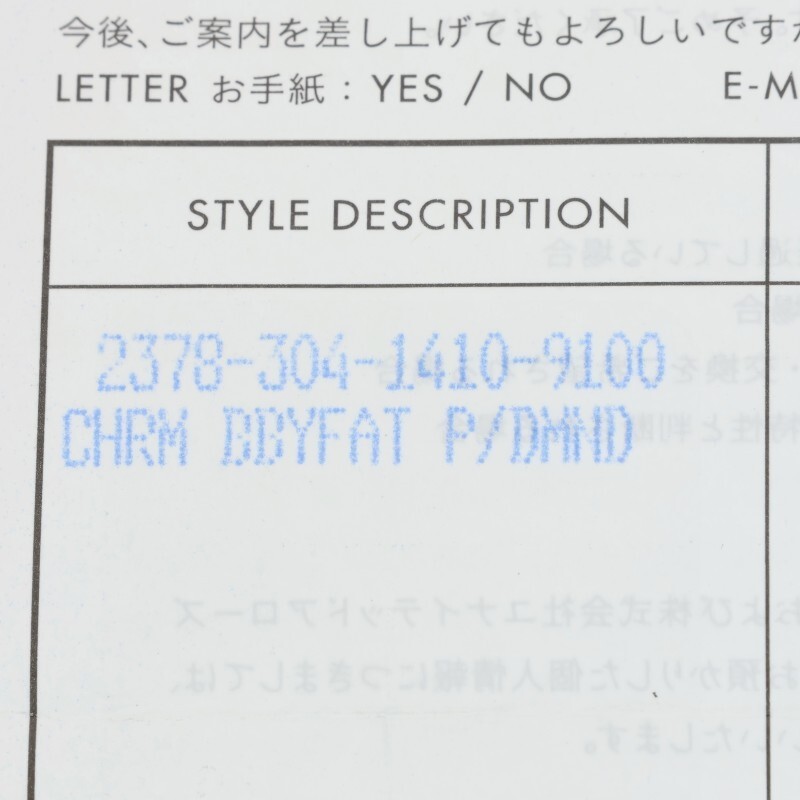 今後、ご案内を差し上げてもよろしいですか
LETTER お手紙： YES / NO E-M
STYLE DESCRIPTION
2378-304-1410-9100
CHRM BBYFAT P/DMND